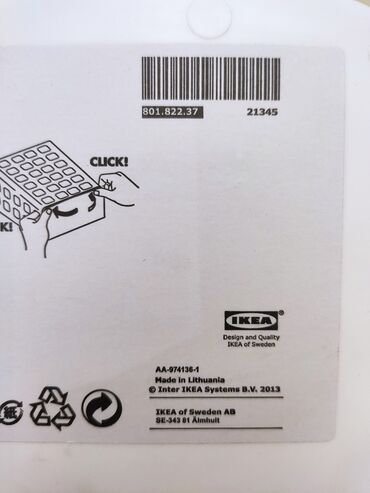 801.822.37 21345
CLICK!
K!
IKEA
Design and Quality
IKEA of Sweden
AA-974136-1
Made in Lithuania
© Inter IKEA Systems B.V. 2013
紙
IKEA of Sweden AB
SE-343 81 Älmhult